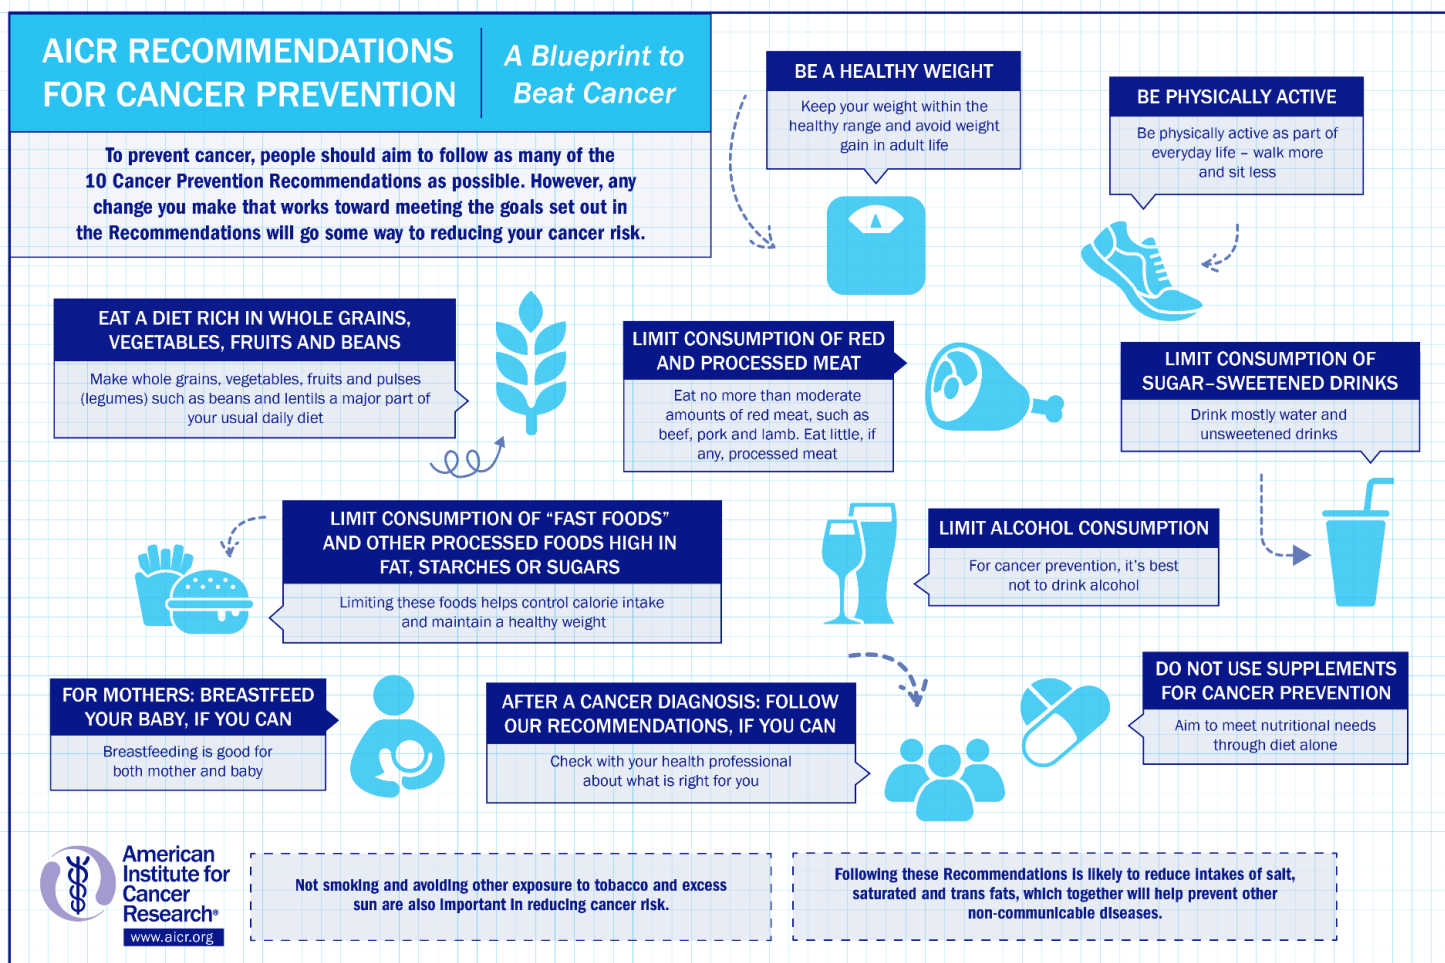 AICR RECOMMENDATIONS
FOR CANCER PREVENTION
A Blueprint to
Beat Cancer
To prevent cancer, people should aim to follow as many of the
10 Cancer Prevention Recommendations as possible. However, any
change you make that works toward meeting the goals set out in
the Recommendations will go some way to reducing your cancer risk.
BE A HEALTHY WEIGHT
Keep your weight within the
healthy range and avoid weight
gain in adult life
BE PHYSICALLY ACTIVE
Be physically active as part of
everyday life – walk more
and sit less
EAT A DIET RICH IN WHOLE GRAINS,
VEGETABLES, FRUITS AND BEANS
Make whole grains, vegetables, fruits and pulses
(legumes) such as beans and lentils a major part of
your usual daily diet
LIMIT CONSUMPTION OF RED
AND PROCESSED MEAT
Eat no more than moderate
amounts of red meat, such as
beef, pork and lamb. Eat little, if
any, processed meat
LIMIT CONSUMPTION OF
SUGAR–SWEETENED DRINKS
Drink mostly water and
unsweetened drinks
LIMIT CONSUMPTION OF “FAST FOODS”
AND OTHER PROCESSED FOODS HIGH IN
FAT, STARCHES OR SUGARS
Limiting these foods helps control calorie intake
and maintain a healthy weight
LIMIT ALCOHOL CONSUMPTION
For cancer prevention, it’s best
not to drink alcohol
FOR MOTHERS: BREASTFEED
YOUR BABY, IF YOU CAN
Breastfeeding is good for
both mother and baby
AFTER A CANCER DIAGNOSIS: FOLLOW
OUR RECOMMENDATIONS, IF YOU CAN
Check with your health professional
about what is right for you
DO NOT USE SUPPLEMENTS
FOR CANCER PREVENTION
Aim to meet nutritional needs
through diet alone
American
Institute for
Cancer
Research®
www.aicr.org
Not smoking and avoiding other exposure to tobacco and excess
sun are also important in reducing cancer risk.
Following these Recommendations is likely to reduce intakes of salt,
saturated and trans fats, which together will help prevent other
non-communicable diseases.